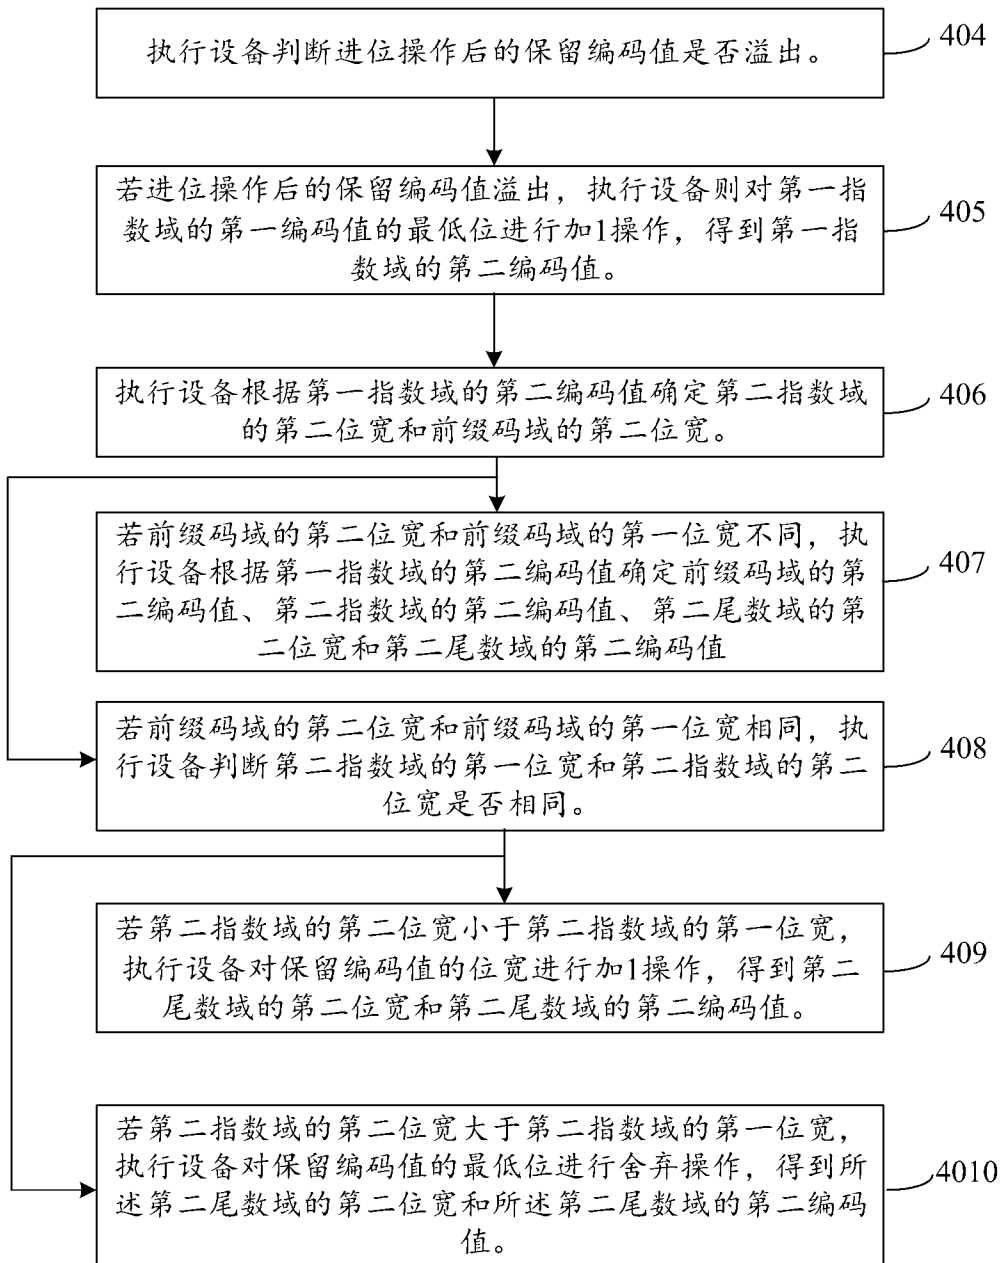 执行设备判断进位操作后的保留编码值是否溢出。
404
若进位操作后的保留编码值溢出，执行设备则对第一指
数域的第一编码值的最低位进行加1操作，得到第一指
数域的第二编码值。
405
执行设备根据第一指数域的第二编码值确定第二指数域
的第二位宽和前缀码域的第二位宽。
406
若前缀码域的第二位宽和前缀码域的第一位宽不同，执
行设备根据第一指数域的第二编码值确定前缀码域的第
二编码值、第二指数域的第二编码值、第二尾数域的第
二位宽和第二尾数域的第二编码值
407
若前缀码域的第二位宽和前缀码域的第一位宽相同，执
行设备判断第二指数域的第一位宽和第二指数域的第二
位宽是否相同。
408
若第二指数域的第二位宽小于第二指数域的第一位宽，
执行设备对保留编码值的位宽进行加1操作，得到第二
尾数域的第二位宽和第二尾数域的第二编码值。
409
若第二指数域的第二位宽大于第二指数域的第一位宽，
执行设备对保留编码值的最低位进行舍弃操作，得到所
述第二尾数域的第二位宽和所述第二尾数域的第二编码
值。
4010